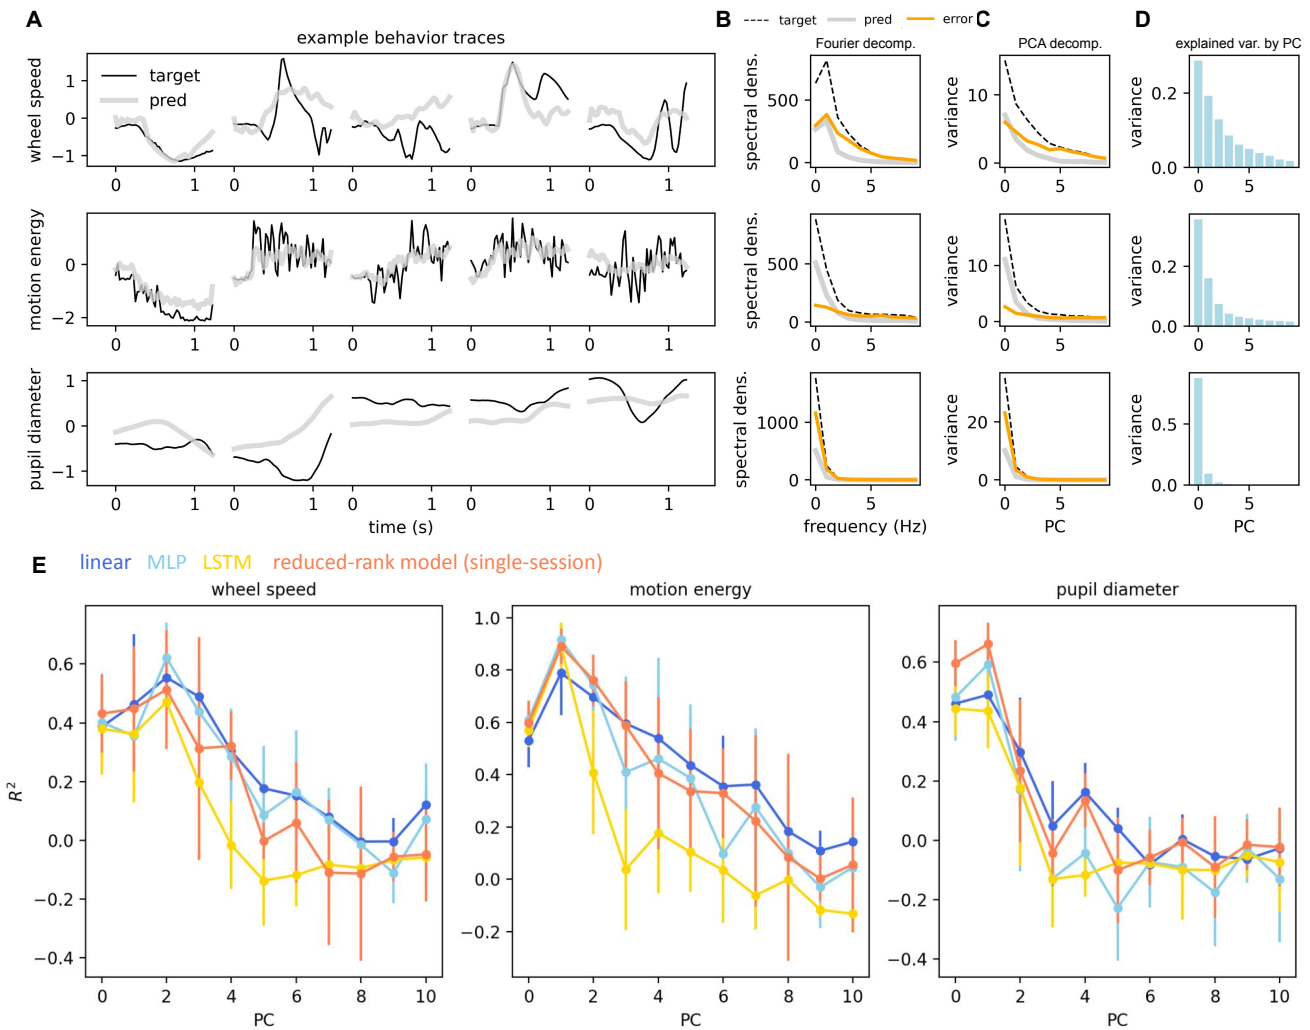 A
B
target
pred
error
C
D
example behavior traces
Fourier decomp.
PCA decomp.
explained var. by PC
wheel speed
1
0
−1
target
pred
0 1 0 1 0 1 0 1 0 1
spectral dens.
500
0
0 5
variance
10
0
0 5
variance
0.2
0.0
0 5
motion energy
0
−2
0 1 0 1 0 1 0 1 0 1
spectral dens.
500
0
0 5
variance
10
0
0 5
variance
0.2
0.0
0 5
pupil diameter
1
0
−1
0 1 0 1 0 1 0 1 0 1
time (s)
spectral dens.
1000
0
0 5
frequency (Hz)
variance
20
0
0 5
PC
variance
0.5
0.0
0 5
PC
E
linear MLP LSTM reduced-rank model (single-session)
wheel speed
R²
0.6
0.4
0.2
0.0
−0.2
−0.4
0 2 4 6 8 10
PC
motion energy
1.0
0.8
0.6
0.4
0.2
0.0
−0.2
0 2 4 6 8 10
PC
pupil diameter
0.6
0.4
0.2
0.0
−0.2
−0.4
0 2 4 6 8 10
PC